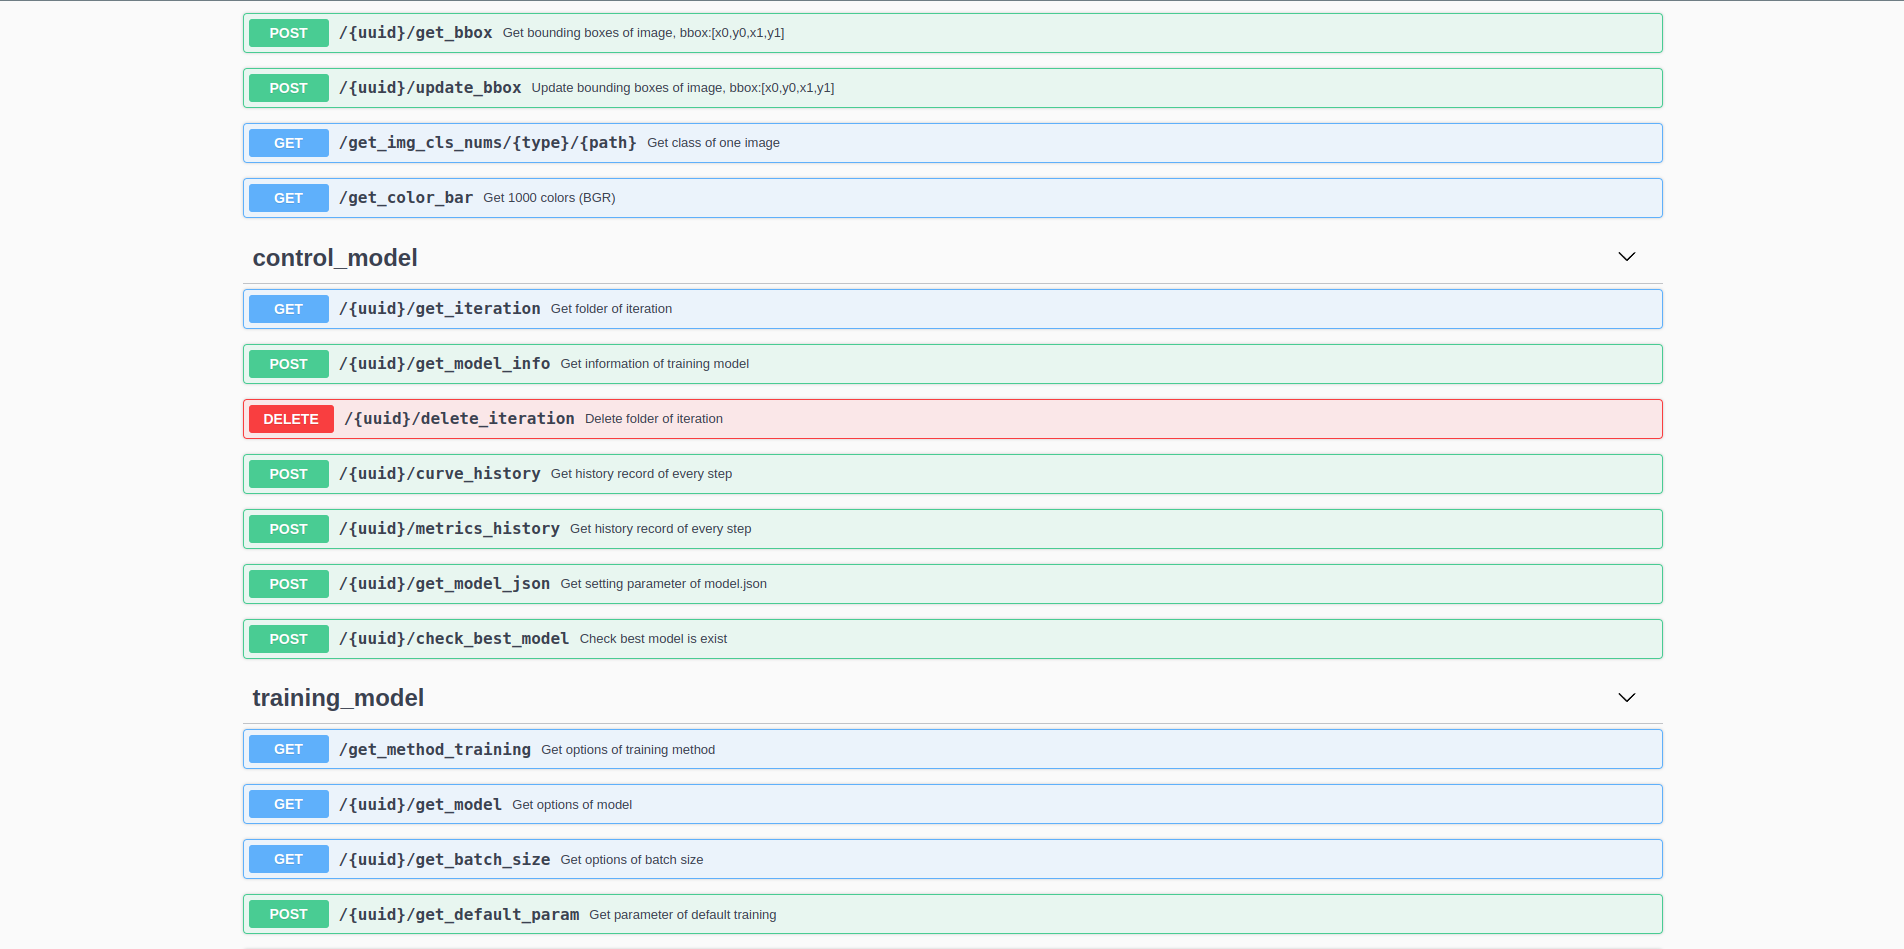 POST /{uuid}/get_bbox Get bounding boxes of image, bbox:[x0,y0,x1,y1]
POST /{uuid}/update_bbox Update bounding boxes of image, bbox:[x0,y0,x1,y1]
GET /get_img_cls_nums/{type}/{path} Get class of one image
GET /get_color_bar Get 1000 colors (BGR)
control_model
GET /{uuid}/get_iteration Get folder of iteration
POST /{uuid}/get_model_info Get information of training model
DELETE /{uuid}/delete_iteration Delete folder of iteration
POST /{uuid}/curve_history Get history record of every step
POST /{uuid}/metrics_history Get history record of every step
POST /{uuid}/get_model_json Get setting parameter of model.json
POST /{uuid}/check_best_model Check best model is exist
training_model
GET /get_method_training Get options of training method
GET /{uuid}/get_model Get options of model
GET /{uuid}/get_batch_size Get options of batch size
POST /{uuid}/get_default_param Get parameter of default training